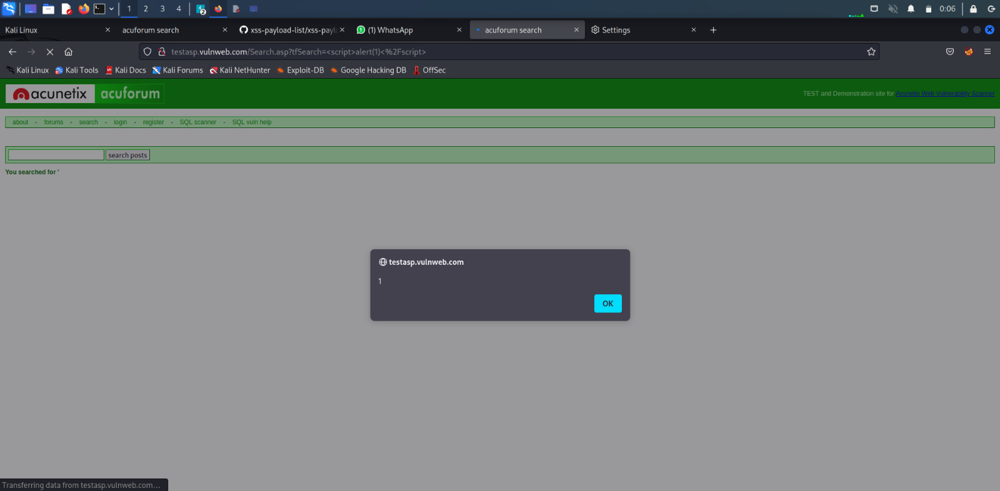 1 2 3 4 2 0:06
Kali Linux
acuforum search
xss-payload-list/xss-payl
(1) WhatsApp
acuforum search
Settings
testasp.vulnweb.com/Search.asp?tfSearch=<script>alert(1)<%2Fscript>
Kali Linux Kali Tools Kali Docs Kali Forums Kali NetHunter Exploit-DB Google Hacking DB OffSec
acunetix acuforum
TEST and Demonstration site for Acunetix Web Vulnerability Scanner
about - forums - search - login - register - SQL scanner - SQL vuln help
search posts
You searched for '
testasp.vulnweb.com
1
OK
Transferring data from testasp.vulnweb.com…